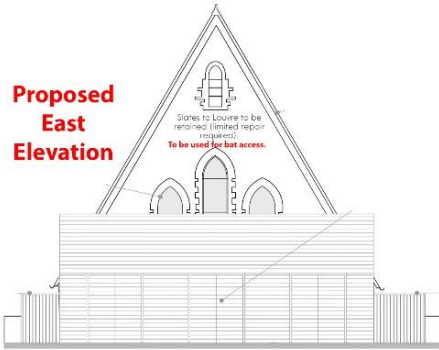 Proposed
East
Elevation
Slates to Louvre to be
retained (limited repair
required).
To be used for bat access.